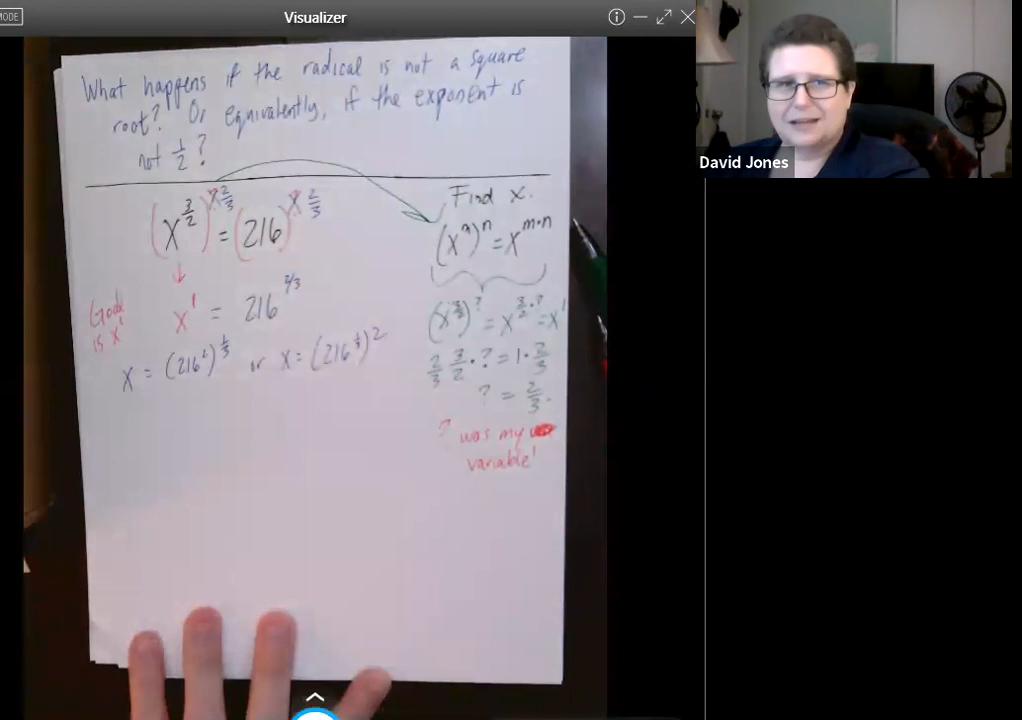 MODE
Visualizer
David Jones
What happens if the radical is not a square
root? Or equivalently, if the exponent is
not 1/2?
(x^(3/2))^(? 2/3) = (216)^(? 2/3)
x^1 = 216^(2/3)
Goal
is x^1
x = (216^2)^(1/3) or x = (216^(1/3))^2
Find x.
(x^m)^n = x^(m·n)
(x^(3/2))^? = x^(3/2·?) = x^1
2/3 3/2 · ? = 1 · 2/3
? = 2/3.
? was my
variable!